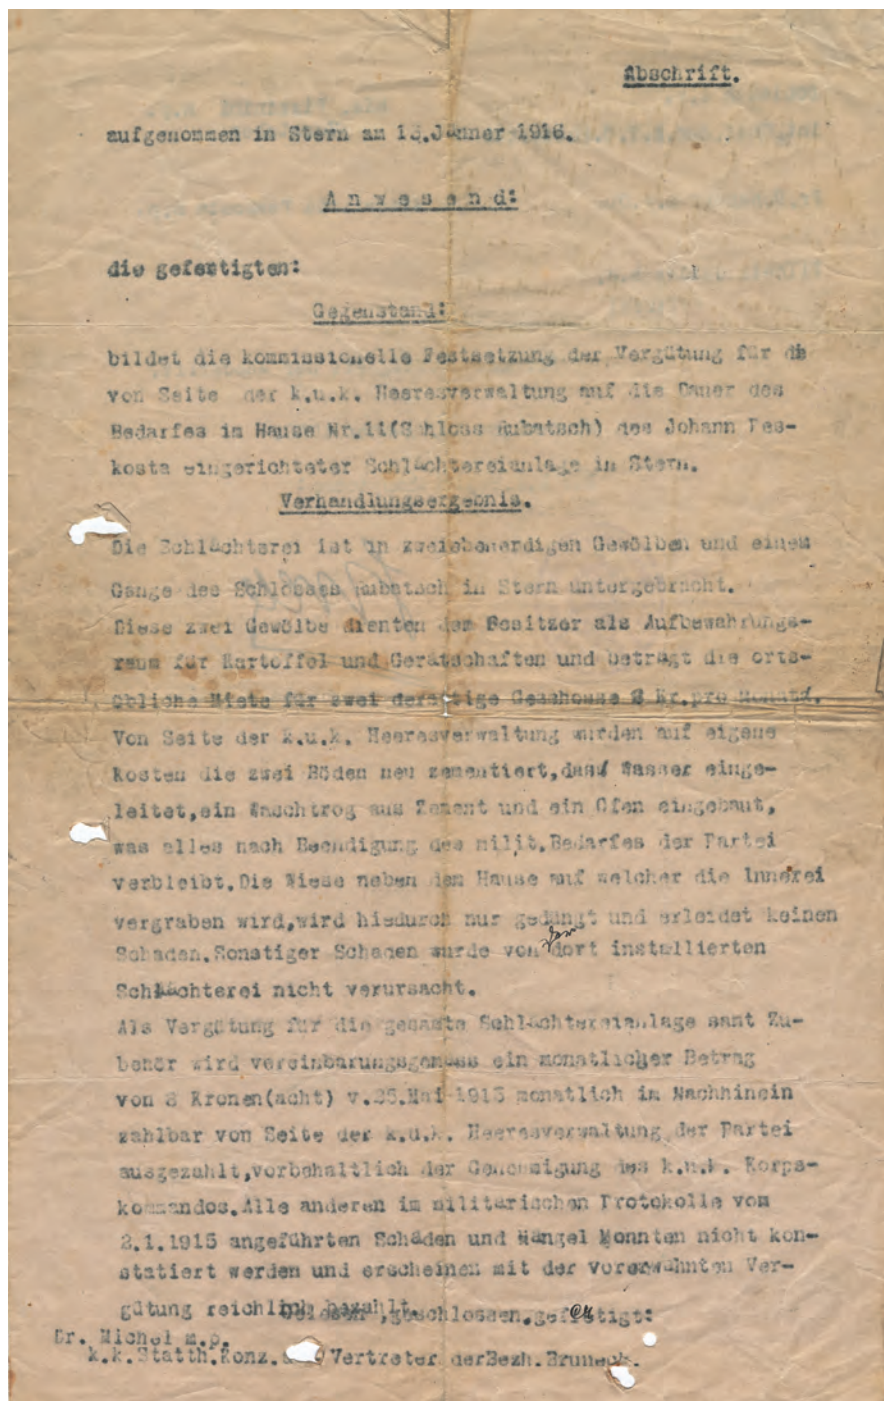 Abschrift.
aufgenommen in Stern am 13.Jänner 1916.
Anwesend:
die gefertigten:
Gegenstand:
bildet die kommissionelle Festsetzung der Vergütung für die
von Seite der k.u.k. Heeresverwaltung auf die Dauer des
Bedarfes im Hause Nr.11(Schloss Rubatsch) des Johann Pes-
kosta eingerichteter Schlächtereianlage in Stern.
Verhandlungsergebnis.
Die Schlächterei ist in zweiebenerdigen Gewölben und einem
Gange des Schlosses Rubatsch in Stern untergebracht.
Diese zwei Gewölbe dienten dem Besitzer als Aufbewahrungs-
raum für Kartoffel und Gerätschaften und beträgt die orts-
übliche Miete für zwei derartige Geschosse 2 Kr.pro Monat.
Von Seite der k.u.k. Heeresverwaltung wurden auf eigene
Kosten die zwei Böden neu zementiert,das Wasser einge-
leitet,ein Waschtrog aus Zement und ein Ofen eingebaut,
was alles nach Beendigung des milit.Bedarfes der Partei
verbleibt.Die Wiese neben dem Hause auf welcher die Innerei
vergraben wird,wird hiedurch nur gedüngt und erleidet keinen
Schaden.Sonstiger Schaden wurde von der dort installierten
Schlächterei nicht verursacht.
Als Vergütung für die gesamte Schlächtereianlage samt Zu-
behör wird vereinbarungsgemäss ein monatlicher Betrag
von 8 Kronen(acht) v.25.Mai 1915 monatlich im Nachhinein
zahlbar von Seite der k.u.k. Heeresverwaltung der Partei
ausgezahlt,vorbehaltlich der Genehmigung des k.u.k. Korps-
kommandos.Alle anderen im militärischen Protokolle vom
2.1.1915 angeführten Schäden und Mängel konnten nicht kon-
statiert werden und erscheinen mit der vorerwähnten Ver-
gütung reichlich bezahlt.
geschlossen.gefertigt:
Dr. Michel m.p.
k.k.Statth.Konz. Vertreter derBezh.Bruneck.